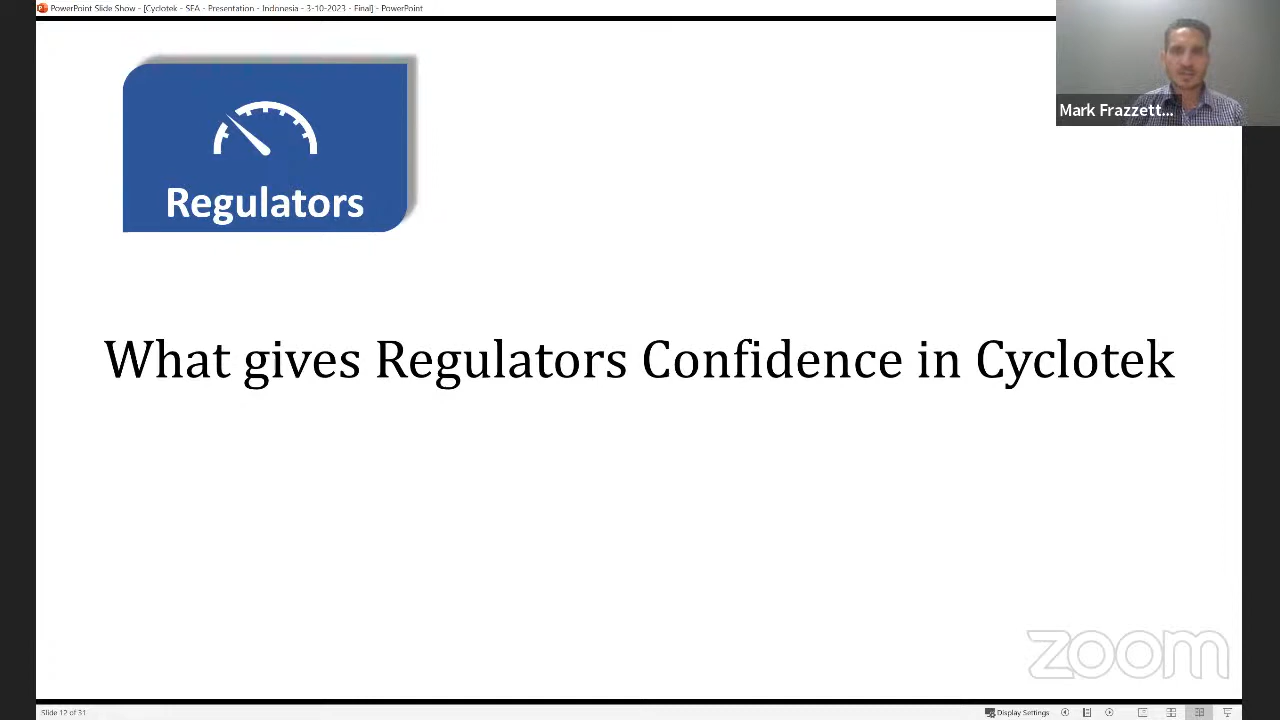 PowerPoint Slide Show - [Cyclotek - SFA - Presentation - Indonesia - 3-10-2023 - Final] - PowerPoint
Mark Frazzett...
Regulators
What gives Regulators Confidence in Cyclotek
zoom
Slide 12 of 31
Display Settings